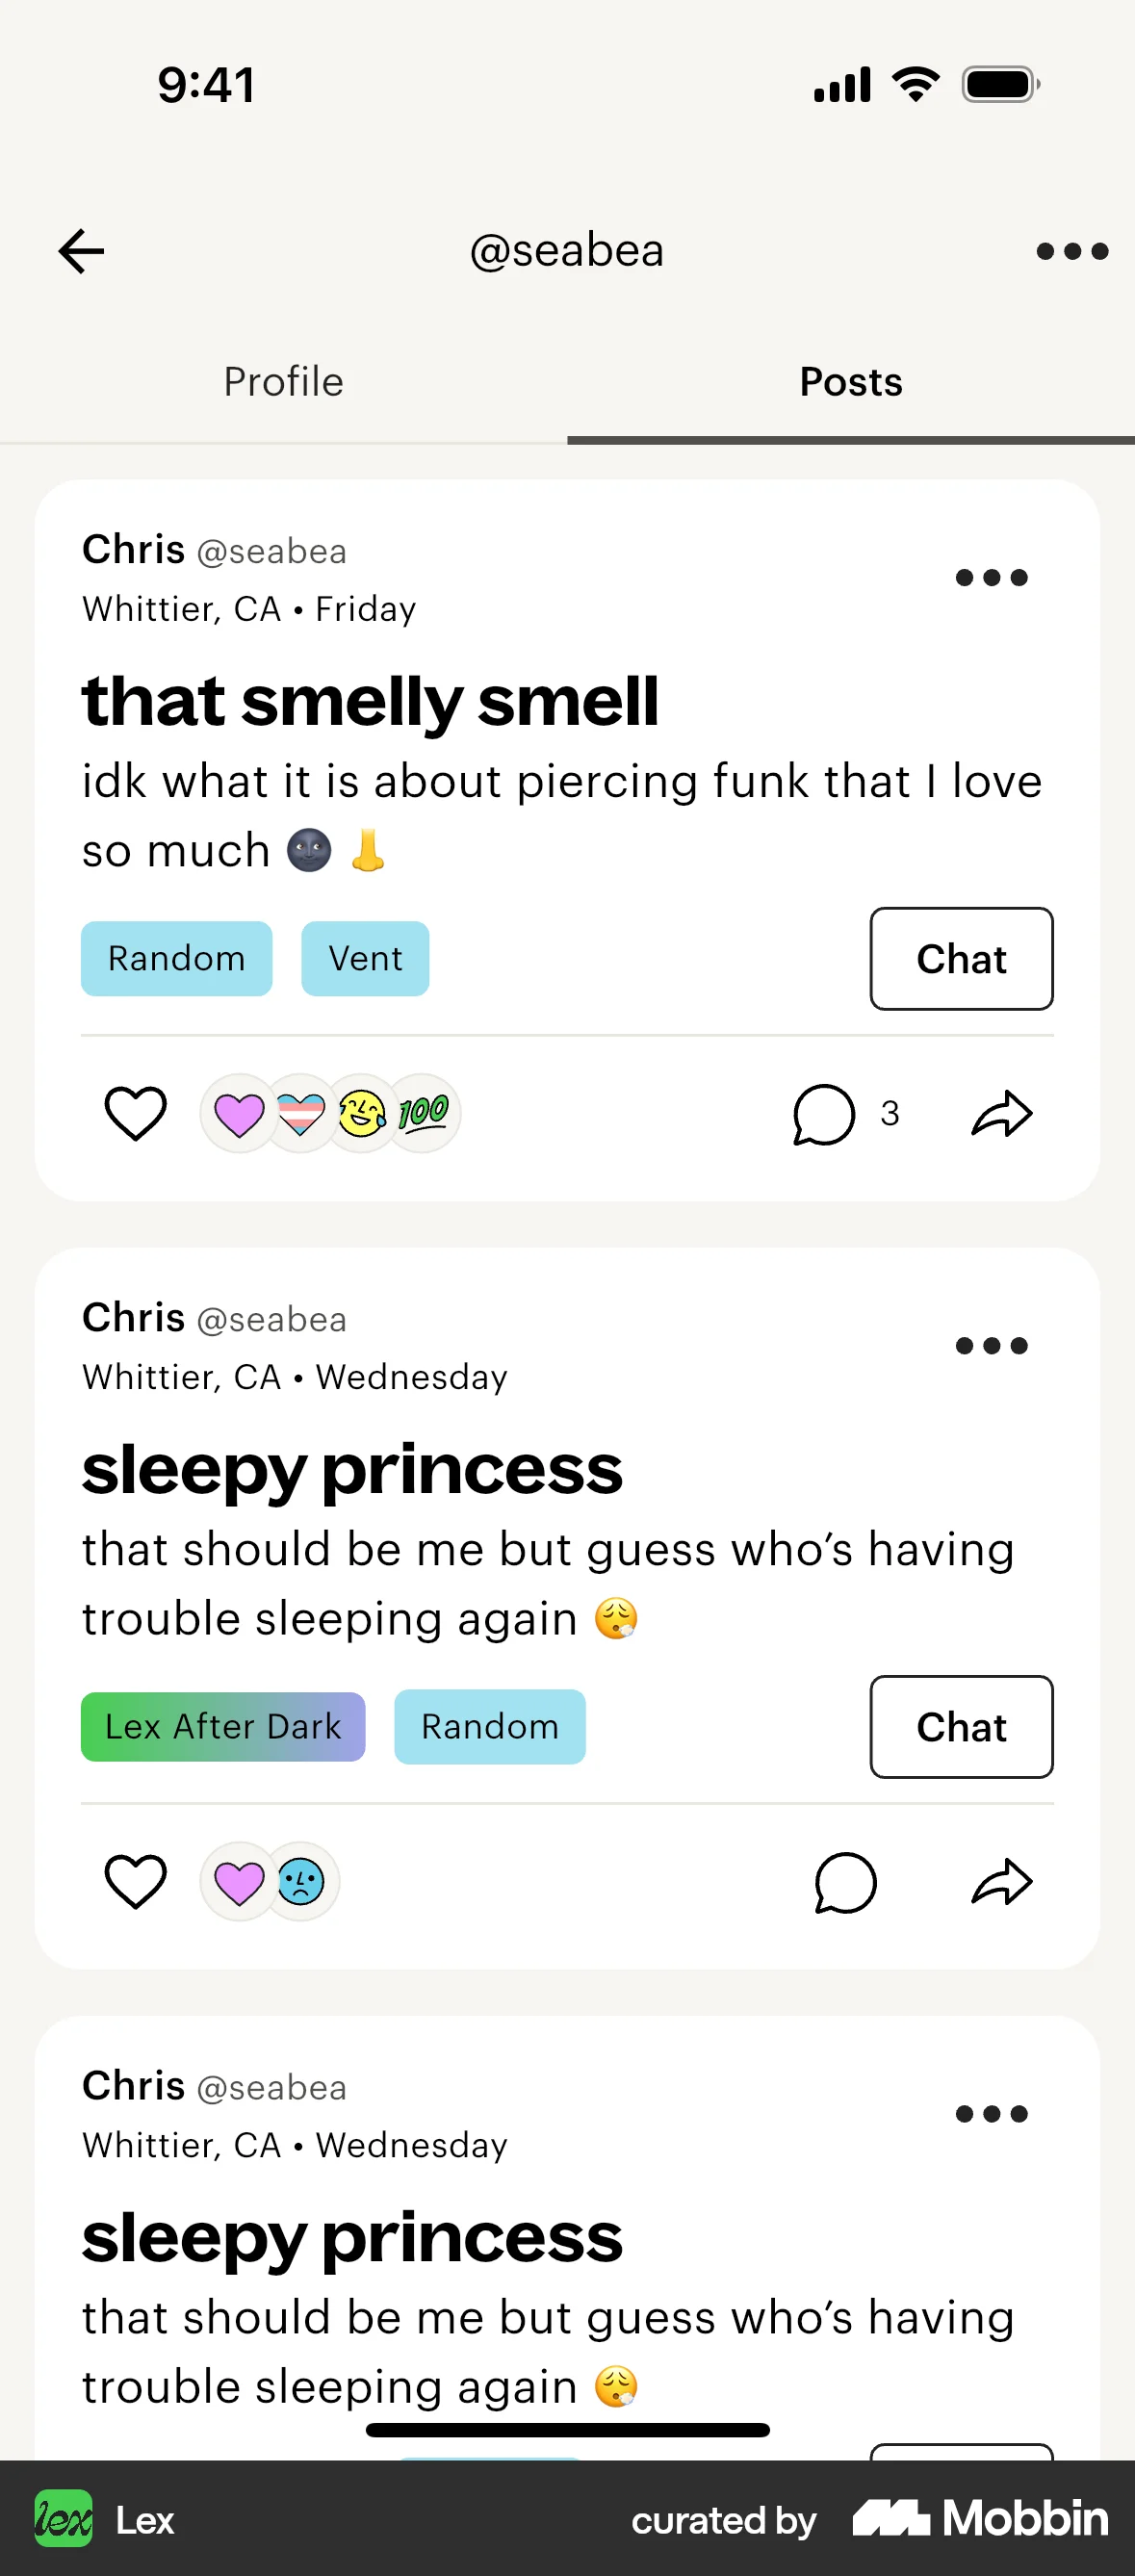 9:41
@seabea
Profile
Posts
Chris @seabea
Whittier, CA • Friday
that smelly smell
idk what it is about piercing funk that I love
so much 🌚 👃
Random
Vent
Chat
100
3
Chris @seabea
Whittier, CA • Wednesday
sleepy princess
that should be me but guess who’s having
trouble sleeping again 😮‍💨
Lex After Dark
Random
Chat
Chris @seabea
Whittier, CA • Wednesday
sleepy princess
that should be me but guess who’s having
trouble sleeping again 😮‍💨
lex
Lex
curated by
Mobbin